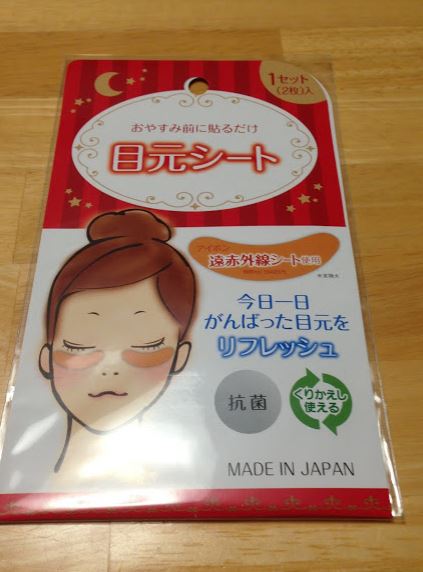 1セット
(2枚)入
おやすみ前に貼るだけ
目元シート
アイボン
遠赤外線シート使用
※実物大
今日一日
がんばった目元を
リフレッシュ
抗菌
くりかえし
使える
MADE IN JAPAN